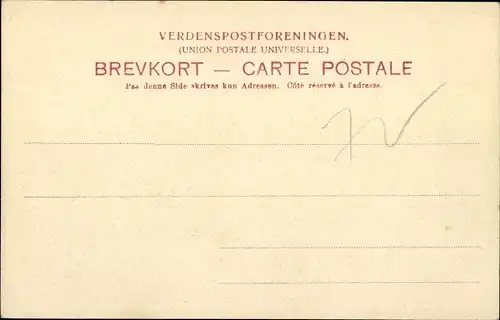 VERDENSPOSTFORENINGEN.
(UNION POSTALE UNIVERSELLE.)
BREVKORT — CARTE POSTALE
Paa denne Side skrives kun Adressen. Côté réservé à l'adresse.